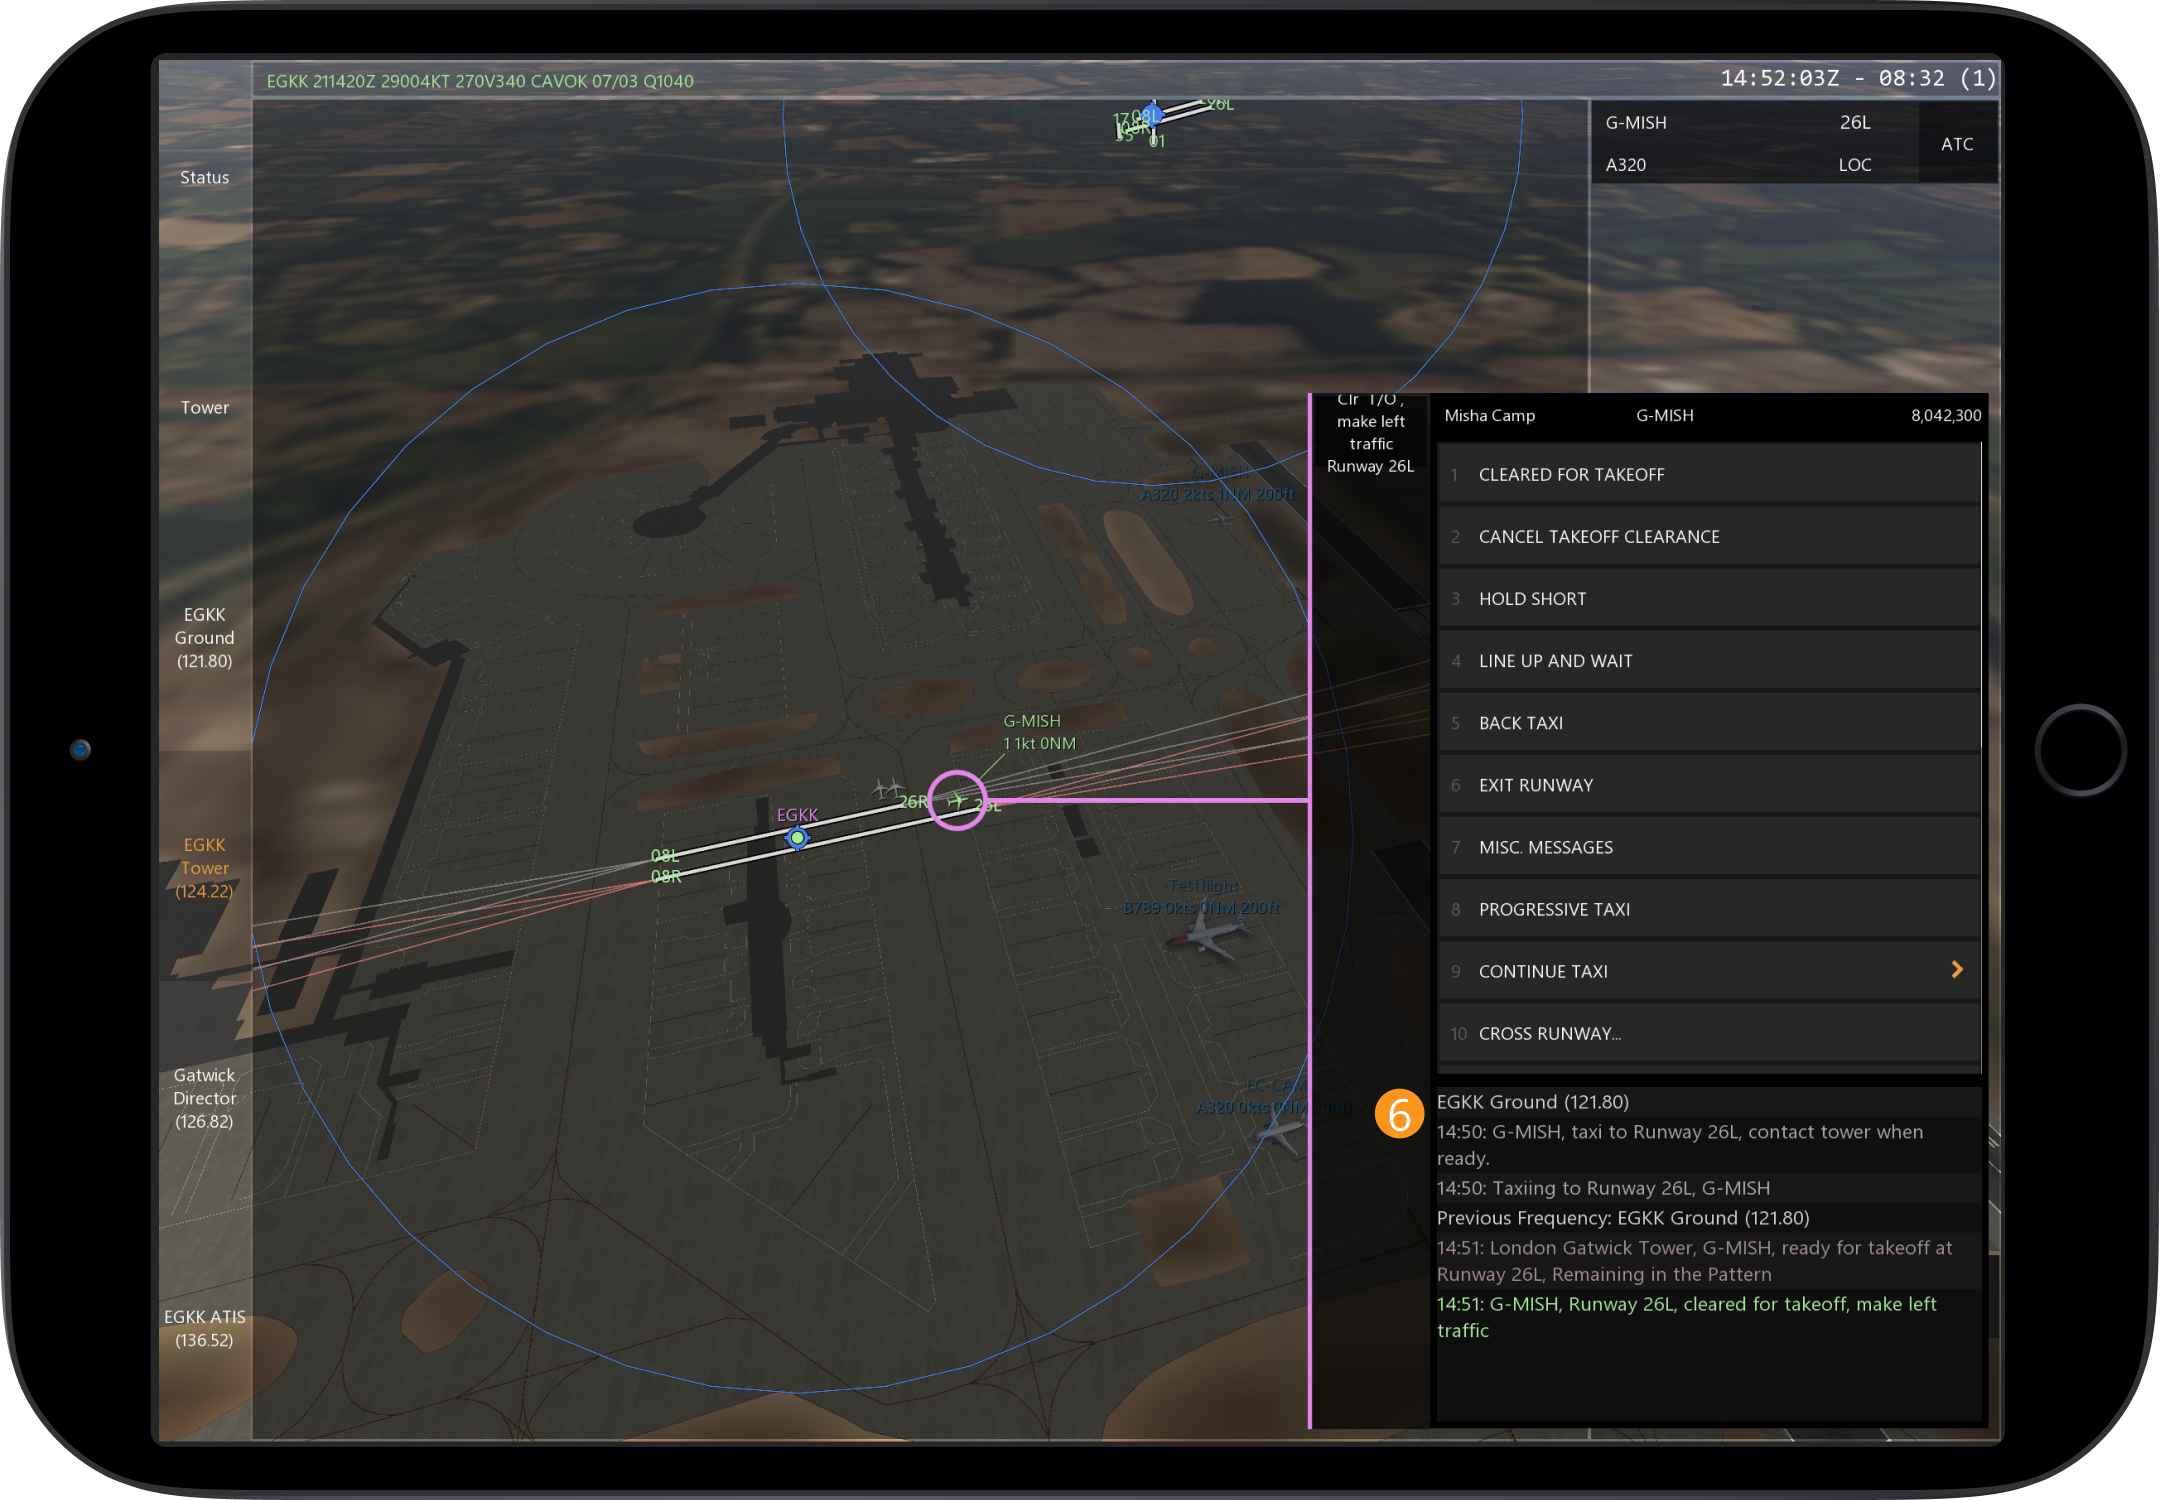 EGKK 211420Z 29004KT 270V340 CAVOK 07/03 Q1040
14:52:03Z - 08:32 (1)
Status
Tower
EGKK
Ground
(121.80)
EGKK
Tower
(124.22)
Gatwick
Director
(126.82)
EGKK ATIS
(136.52)
17
08L
08R
35
01
26L
G-MISH
26L
A320
LOC
ATC
G-MISH
A320 2kts 1NM 200ft
G-MISH
1 1kt 0NM
26R
26L
EGKK
08L
08R
Testflight
B789 0kts 0NM 200ft
EC-CAM
A320 0kts 0NM 200ft
Clr T/O ,
make left
traffic
Runway 26L
Misha Camp
G-MISH
8,042,300
1 CLEARED FOR TAKEOFF
2 CANCEL TAKEOFF CLEARANCE
3 HOLD SHORT
4 LINE UP AND WAIT
5 BACK TAXI
6 EXIT RUNWAY
7 MISC. MESSAGES
8 PROGRESSIVE TAXI
9 CONTINUE TAXI
10 CROSS RUNWAY...
6
EGKK Ground (121.80)
14:50: G-MISH, taxi to Runway 26L, contact tower when
ready.
14:50: Taxiing to Runway 26L, G-MISH
Previous Frequency: EGKK Ground (121.80)
14:51: London Gatwick Tower, G-MISH, ready for takeoff at
Runway 26L, Remaining in the Pattern
14:51: G-MISH, Runway 26L, cleared for takeoff, make left
traffic